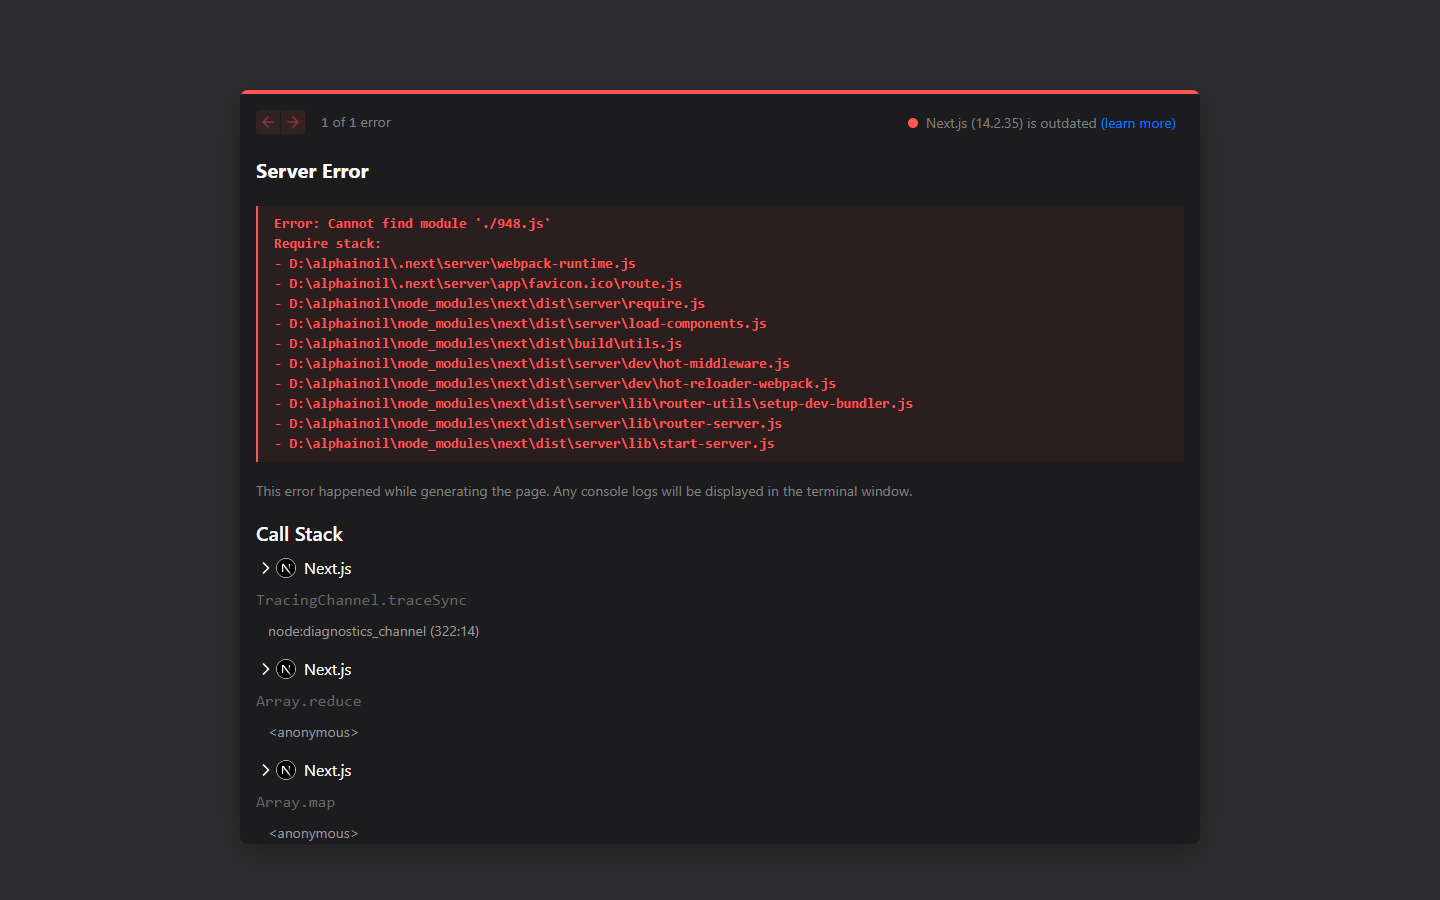 1 of 1 error
Next.js (14.2.35) is outdated (learn more)
Server Error
Error: Cannot find module './948.js'
Require stack:
- D:\alphainoil\.next\server\webpack-runtime.js
- D:\alphainoil\.next\server\app\favicon.ico\route.js
- D:\alphainoil\node_modules\next\dist\server\require.js
- D:\alphainoil\node_modules\next\dist\server\load-components.js
- D:\alphainoil\node_modules\next\dist\build\utils.js
- D:\alphainoil\node_modules\next\dist\server\dev\hot-middleware.js
- D:\alphainoil\node_modules\next\dist\server\dev\hot-reloader-webpack.js
- D:\alphainoil\node_modules\next\dist\server\lib\router-utils\setup-dev-bundler.js
- D:\alphainoil\node_modules\next\dist\server\lib\router-server.js
- D:\alphainoil\node_modules\next\dist\server\lib\start-server.js
This error happened while generating the page. Any console logs will be displayed in the terminal window.
Call Stack
N Next.js
TracingChannel.traceSync
node:diagnostics_channel (322:14)
N Next.js
Array.reduce
<anonymous>
N Next.js
Array.map
<anonymous>